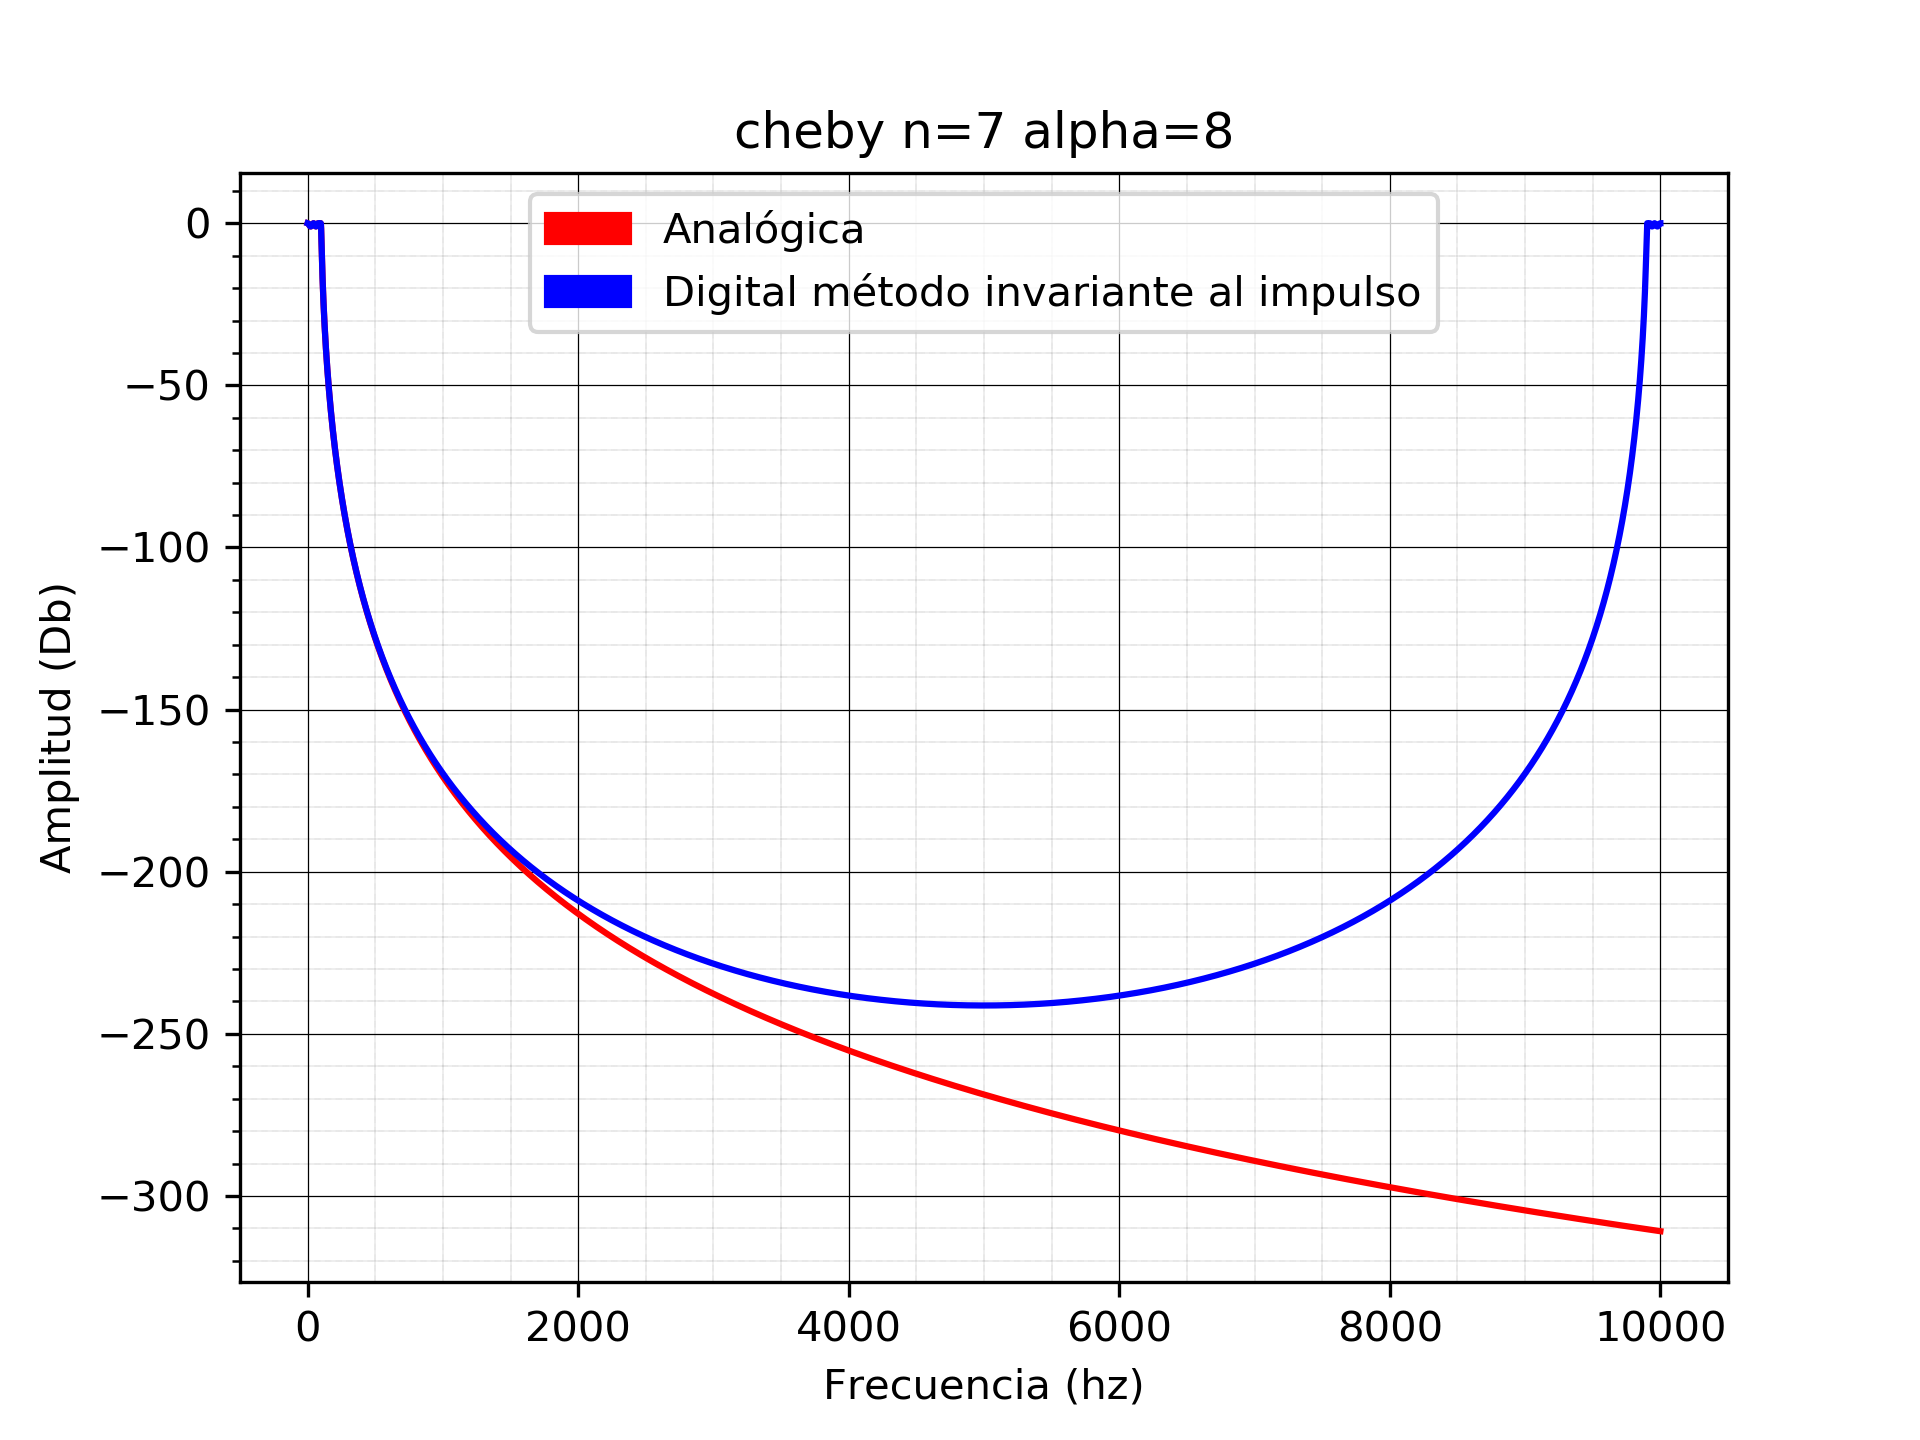 cheby n=7 alpha=8
Analógica
Digital método invariante al impulso
Amplitud (Db)
0
−50
−100
−150
−200
−250
−300
0 2000 4000 6000 8000 10000
Frecuencia (hz)